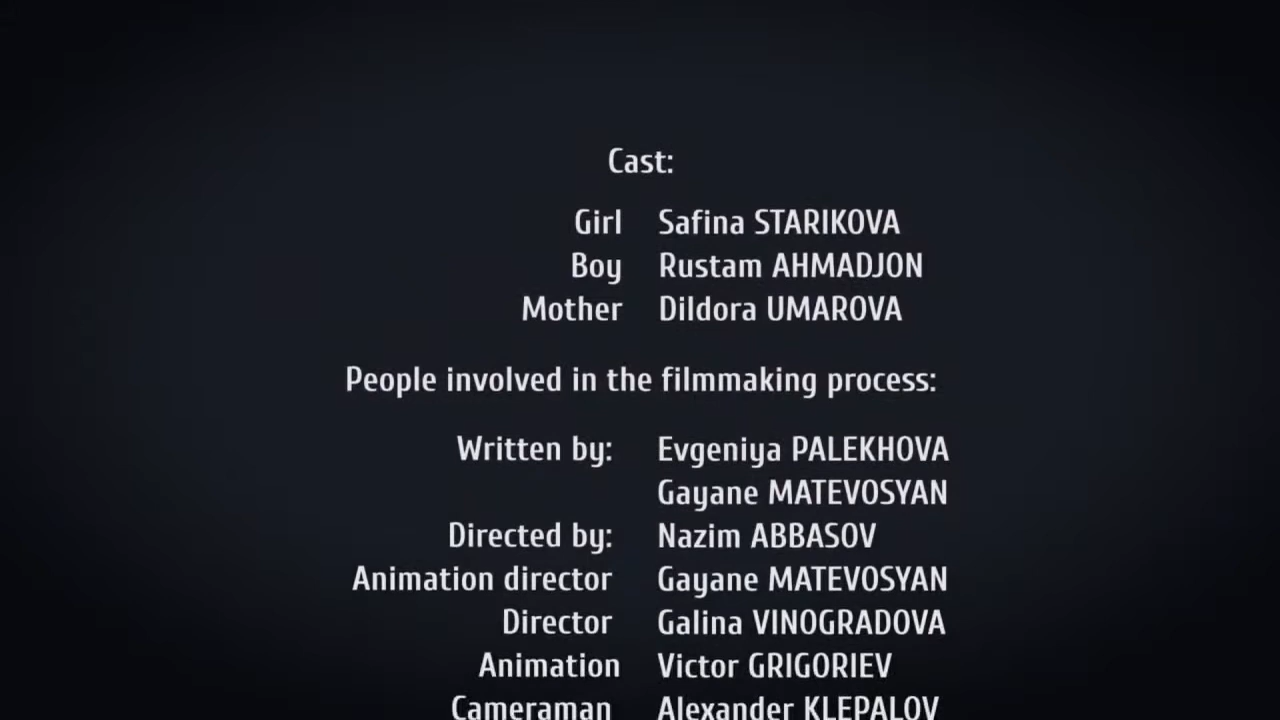 Cast:
Girl Safina STARIKOVA
Boy Rustam AHMADJON
Mother Dildora UMAROVA
People involved in the filmmaking process:
Written by: Evgeniya PALEKHOVA
Gayane MATEVOSYAN
Directed by: Nazim ABBASOV
Animation director Gayane MATEVOSYAN
Director Galina VINOGRADOVA
Animation Victor GRIGORIEV
Cameraman Alexander KLEPALOV